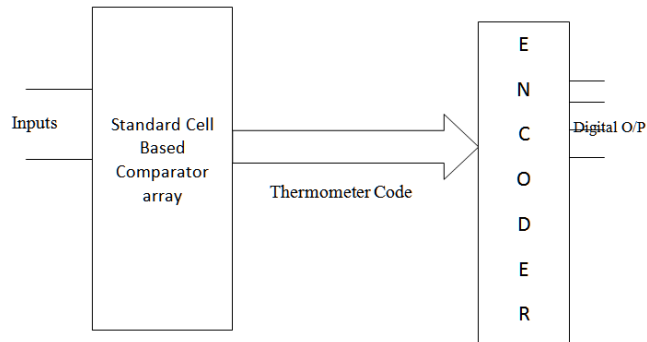 Inputs
Standard Cell
Based
Comparator
array
Thermometer Code
E
N
C
O
D
E
R
Digital O/P